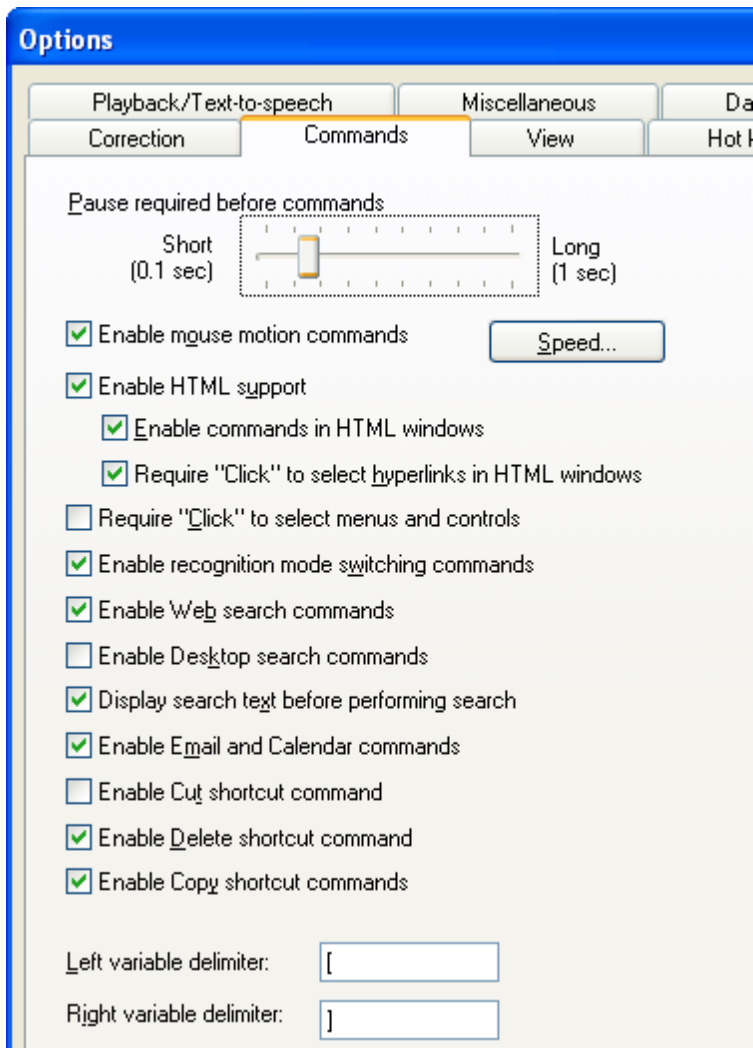 Options
Playback/Text-to-speech Miscellaneous Da
Correction Commands View Hot k
Pause required before commands
Short Long
(0.1 sec) (1 sec)
Enable mouse motion commands Speed...
Enable HTML support
Enable commands in HTML windows
Require "Click" to select hyperlinks in HTML windows
Require "Click" to select menus and controls
Enable recognition mode switching commands
Enable Web search commands
Enable Desktop search commands
Display search text before performing search
Enable Email and Calendar commands
Enable Cut shortcut command
Enable Delete shortcut command
Enable Copy shortcut commands
Left variable delimiter: [
Right variable delimiter: ]